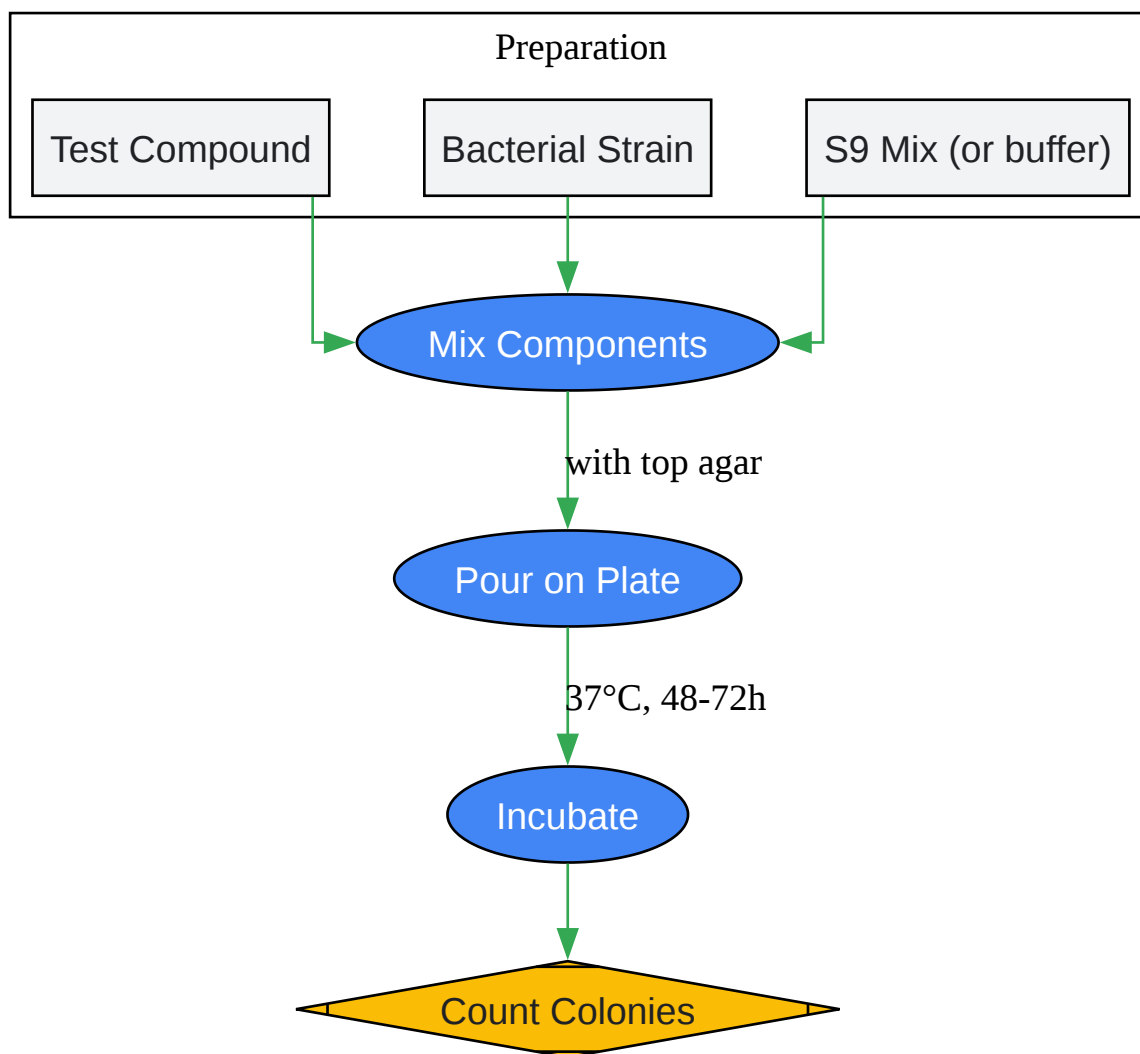 Preparation
Test Compound
Bacterial Strain
S9 Mix (or buffer)
Mix Components
with top agar
Pour on Plate
37°C, 48-72h
Incubate
Count Colonies